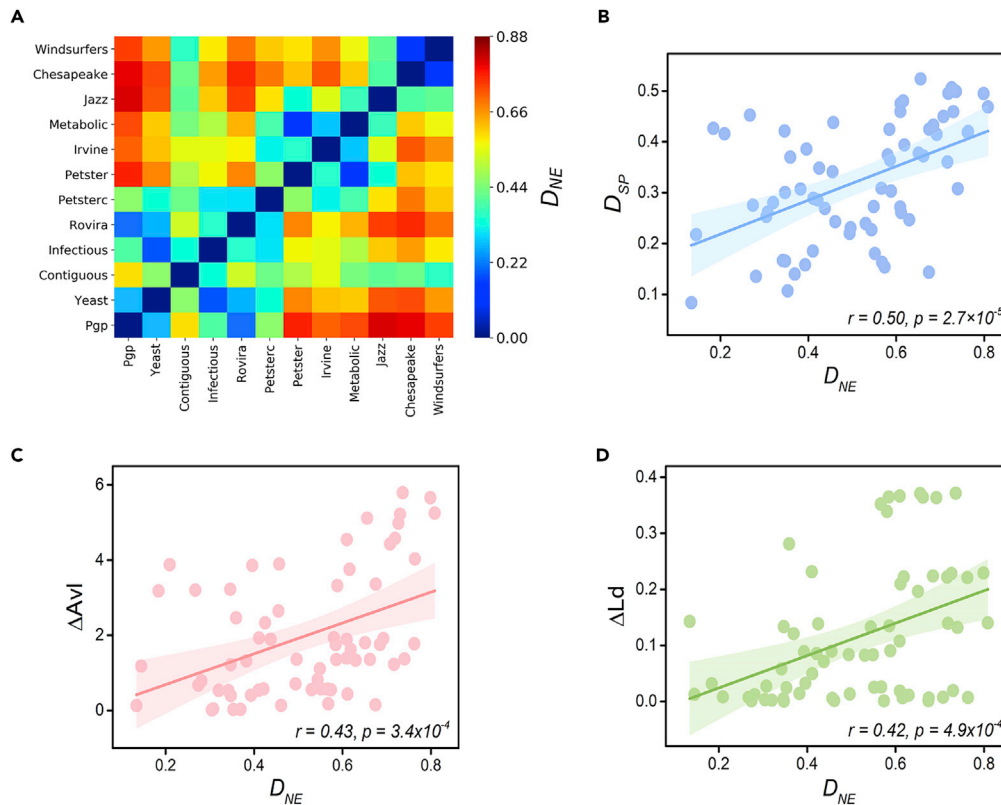 A
Windsurfers
Chesapeake
Jazz
Metabolic
Irvine
Petster
Petsterc
Rovira
Infectious
Contiguous
Yeast
Pgp
Pgp
Yeast
Contiguous
Infectious
Rovira
Petsterc
Petster
Irvine
Metabolic
Jazz
Chesapeake
Windsurfers
0.88
0.66
0.44
0.22
0.00
D_NE
B
D_SP
0.5
0.4
0.3
0.2
0.1
r = 0.50, p = 2.7×10⁻⁵
0.2 0.4 0.6 0.8
D_NE
C
ΔAvl
6
4
2
0
r = 0.43, p = 3.4x10⁻⁴
0.2 0.4 0.6 0.8
D_NE
D
ΔLd
0.4
0.3
0.2
0.1
0.0
r = 0.42, p = 4.9x10⁻⁴
0.2 0.4 0.6 0.8
D_NE